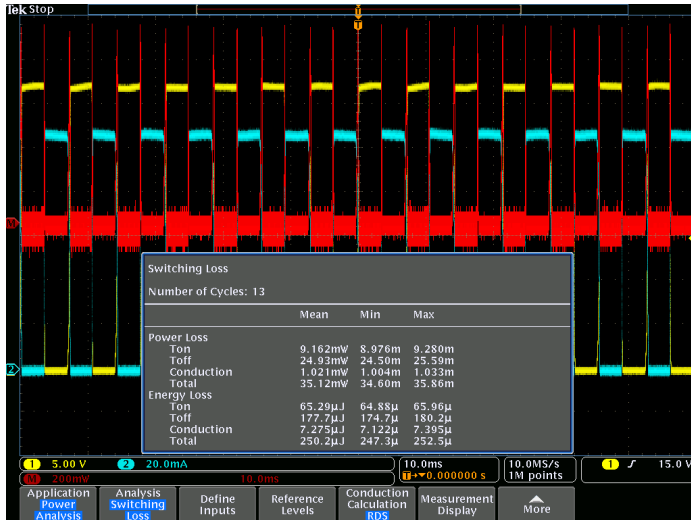 Tek Stop
T
T
M
2
Switching Loss
Number of Cycles: 13
Mean Min Max
Power Loss
Ton 9.162mW 8.976m 9.280m
Toff 24.93mW 24.50m 25.59m
Conduction 1.021mW 1.004m 1.033m
Total 35.12mW 34.60m 35.86m
Energy Loss
Ton 65.29µJ 64.88µ 65.96µ
Toff 177.7µJ 174.7µ 180.2µ
Conduction 7.275µJ 7.122µ 7.395µ
Total 250.2µJ 247.3µ 252.5µ
1 5.00 V 2 20.0mA 10.0ms 10.0MS/s 1 15.0 V
M 200mW 10.0ms T→▼0.000000 s 1M points
Application Power Analysis
Analysis Switching Loss
Define Inputs
Reference Levels
Conduction Calculation RDS
Measurement Display
More